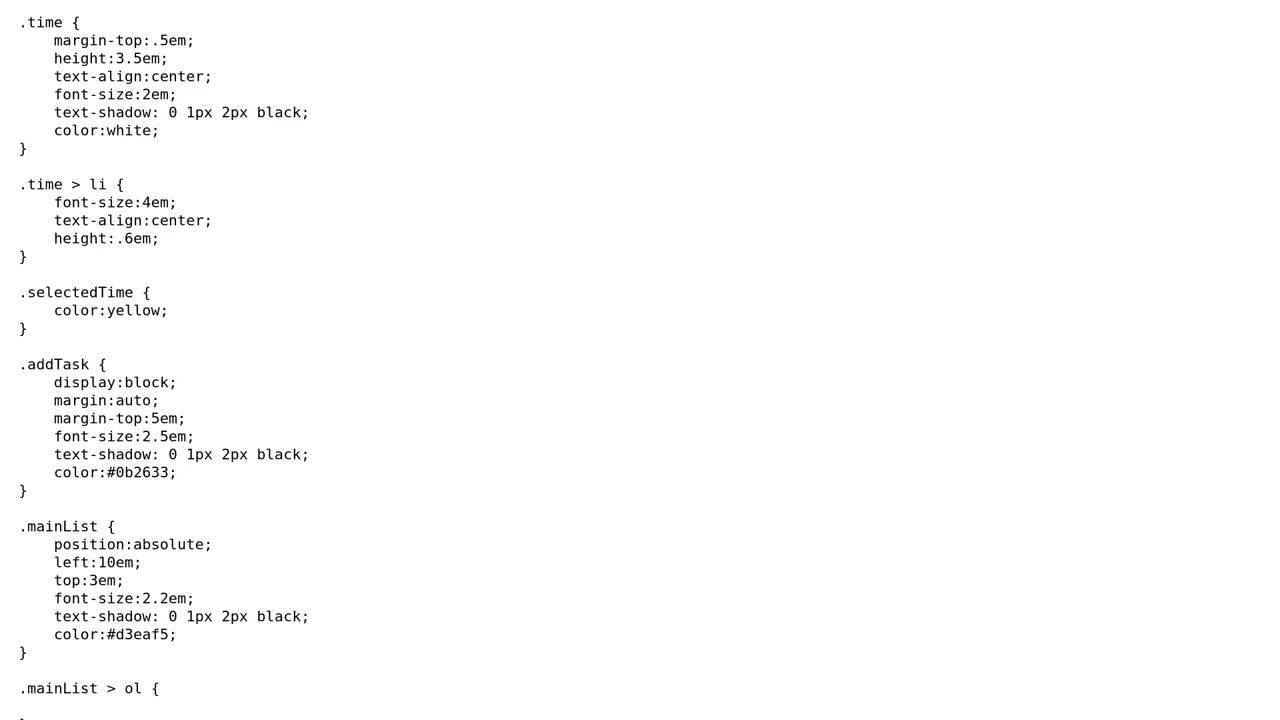 .time {
    margin-top:.5em;
    height:3.5em;
    text-align:center;
    font-size:2em;
    text-shadow: 0 1px 2px black;
    color:white;
}

.time > li {
    font-size:4em;
    text-align:center;
    height:.6em;
}

.selectedTime {
    color:yellow;
}

.addTask {
    display:block;
    margin:auto;
    margin-top:5em;
    font-size:2.5em;
    text-shadow: 0 1px 2px black;
    color:#0b2633;
}

.mainList {
    position:absolute;
    left:10em;
    top:3em;
    font-size:2.2em;
    text-shadow: 0 1px 2px black;
    color:#d3eaf5;
}

.mainList > ol {